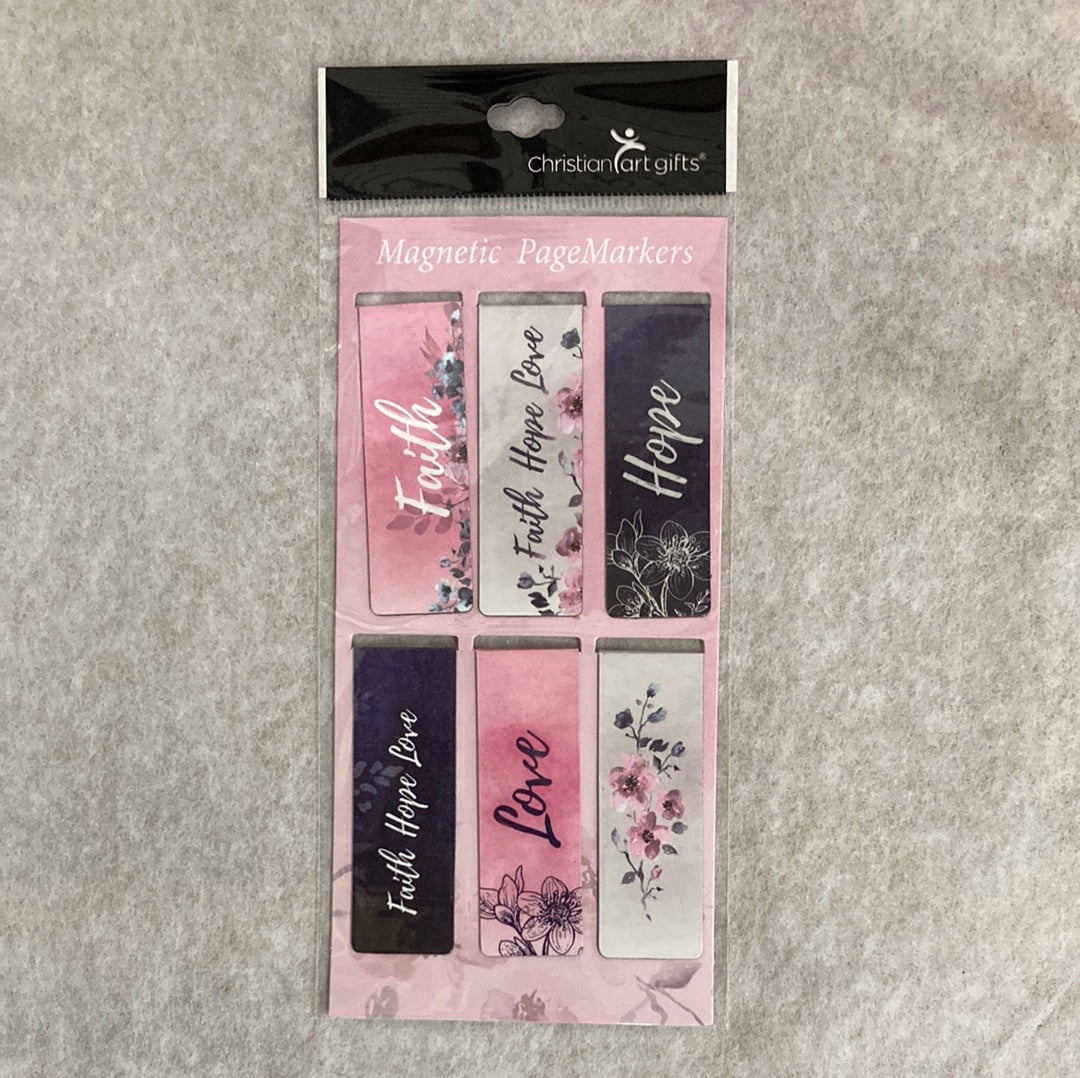 Christian art gifts®
Magnetic PageMarkers
Faith
Faith Hope Love
Hope
Faith Hope Love
Love